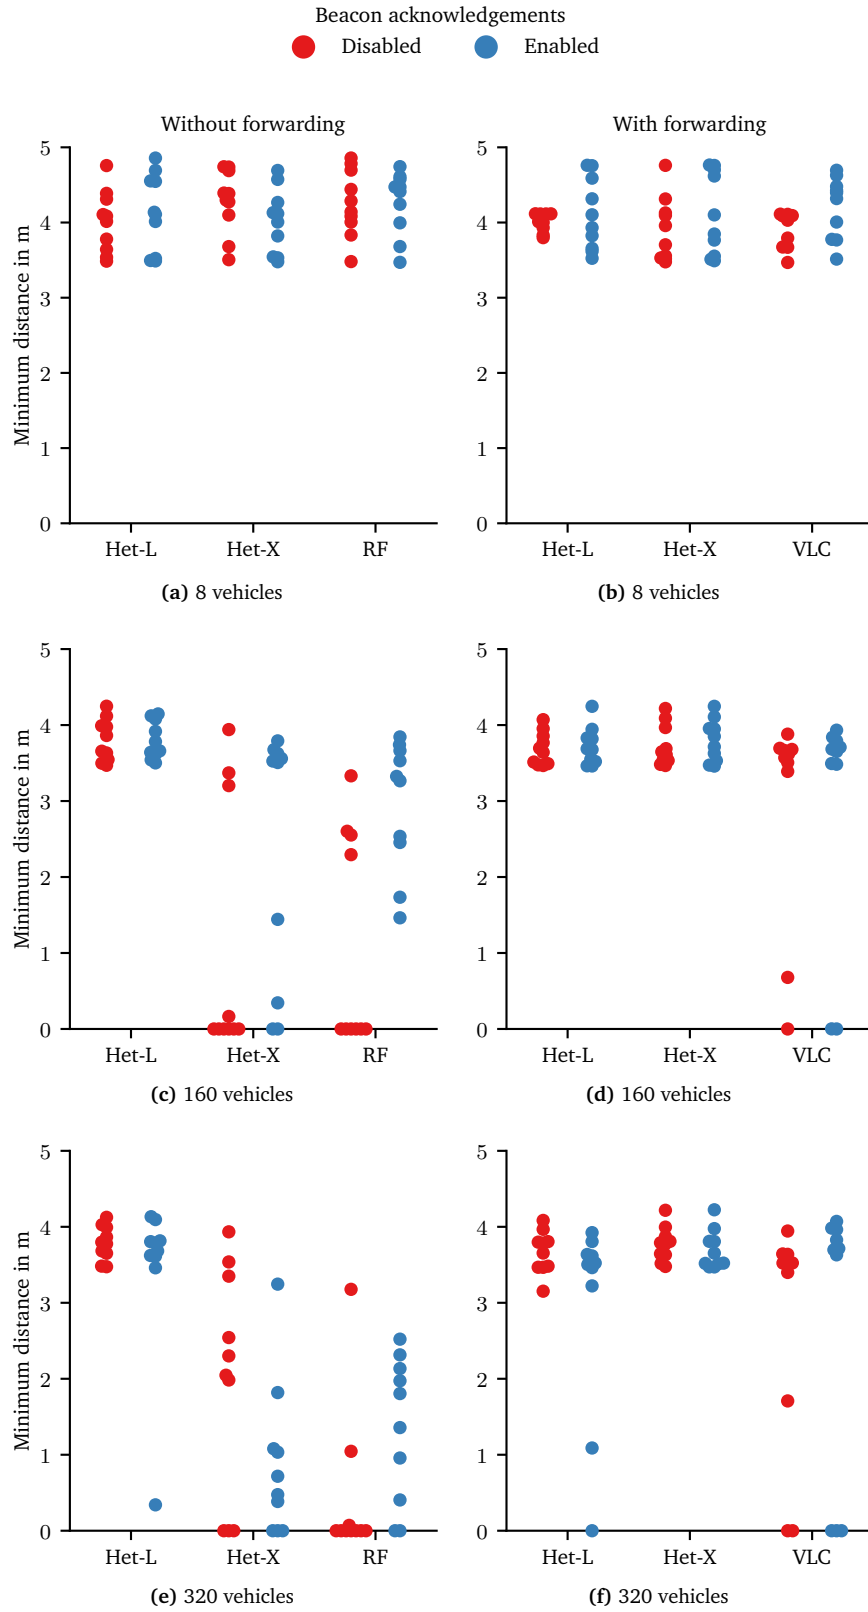 Beacon acknowledgements
Disabled Enabled
Without forwarding
Minimum distance in m
5
4
3
2
1
0
Het-L Het-X RF
(a) 8 vehicles
With forwarding
5
4
3
2
1
0
Het-L Het-X VLC
(b) 8 vehicles
Minimum distance in m
5
4
3
2
1
0
Het-L Het-X RF
(c) 160 vehicles
5
4
3
2
1
0
Het-L Het-X VLC
(d) 160 vehicles
Minimum distance in m
5
4
3
2
1
0
Het-L Het-X RF
(e) 320 vehicles
5
4
3
2
1
0
Het-L Het-X VLC
(f) 320 vehicles